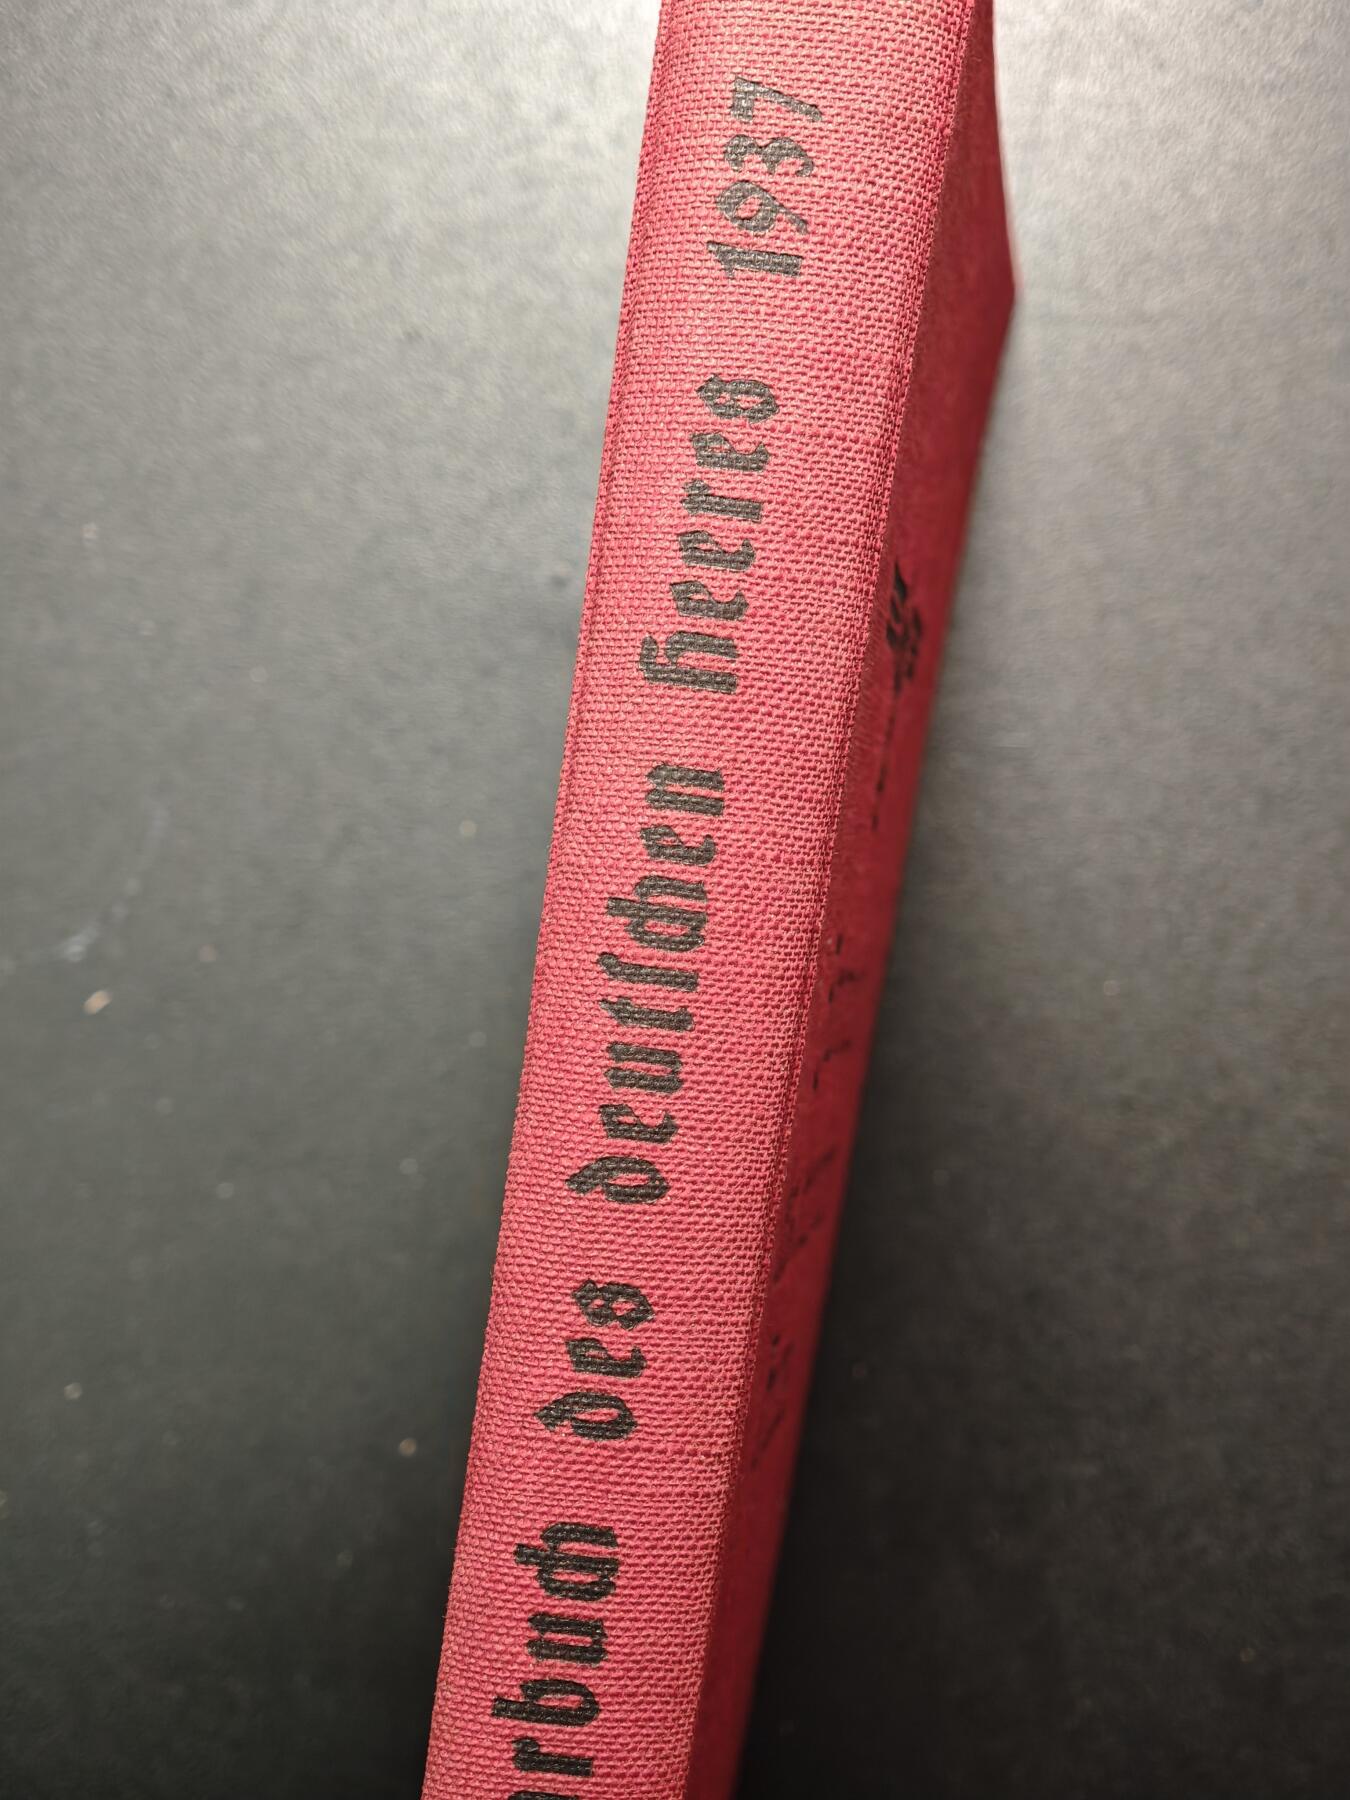 rbuch des deutschen Heeres 1937